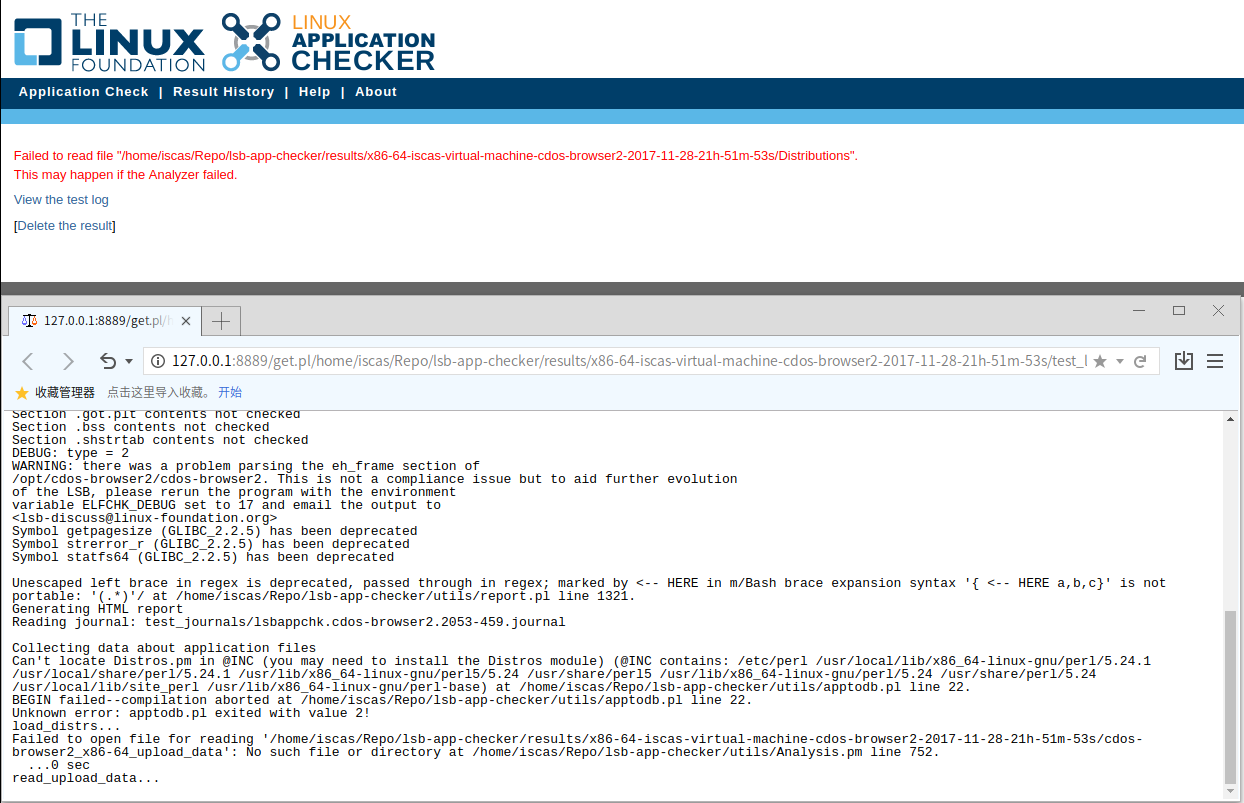 THE
LINUX
FOUNDATION
LINUX
APPLICATION
CHECKER
Application Check | Result History | Help | About
Failed to read file "/home/iscas/Repo/lsb-app-checker/results/x86-64-iscas-virtual-machine-cdos-browser2-2017-11-28-21h-51m-53s/Distributions".
This may happen if the Analyzer failed.
View the test log
[Delete the result]
127.0.0.1:8889/get.pl/h
127.0.0.1:8889/get.pl/home/iscas/Repo/lsb-app-checker/results/x86-64-iscas-virtual-machine-cdos-browser2-2017-11-28-21h-51m-53s/test_l
收藏管理器 点击这里导入收藏。 开始
Section .got.plt contents not checked
Section .bss contents not checked
Section .shstrtab contents not checked
DEBUG: type = 2
WARNING: there was a problem parsing the eh_frame section of
/opt/cdos-browser2/cdos-browser2. This is not a compliance issue but to aid further evolution
of the LSB, please rerun the program with the environment
variable ELFCHK_DEBUG set to 17 and email the output to
<lsb-discuss@linux-foundation.org>
Symbol getpagesize (GLIBC_2.2.5) has been deprecated
Symbol strerror_r (GLIBC_2.2.5) has been deprecated
Symbol statfs64 (GLIBC_2.2.5) has been deprecated
Unescaped left brace in regex is deprecated, passed through in regex; marked by <-- HERE in m/Bash brace expansion syntax '{ <-- HERE a,b,c}' is not
portable: '(.*)'/ at /home/iscas/Repo/lsb-app-checker/utils/report.pl line 1321.
Generating HTML report
Reading journal: test_journals/lsbappchk.cdos-browser2.2053-459.journal
Collecting data about application files
Can't locate Distros.pm in @INC (you may need to install the Distros module) (@INC contains: /etc/perl /usr/local/lib/x86_64-linux-gnu/perl/5.24.1
/usr/local/share/perl/5.24.1 /usr/lib/x86_64-linux-gnu/perl5/5.24 /usr/share/perl5 /usr/lib/x86_64-linux-gnu/perl/5.24 /usr/share/perl/5.24
/usr/local/lib/site_perl /usr/lib/x86_64-linux-gnu/perl-base) at /home/iscas/Repo/lsb-app-checker/utils/apptodb.pl line 22.
BEGIN failed--compilation aborted at /home/iscas/Repo/lsb-app-checker/utils/apptodb.pl line 22.
Unknown error: apptodb.pl exited with value 2!
load_distrs...
Failed to open file for reading '/home/iscas/Repo/lsb-app-checker/results/x86-64-iscas-virtual-machine-cdos-browser2-2017-11-28-21h-51m-53s/cdos-
browser2_x86-64_upload_data': No such file or directory at /home/iscas/Repo/lsb-app-checker/utils/Analysis.pm line 752.
...0 sec
read_upload_data...